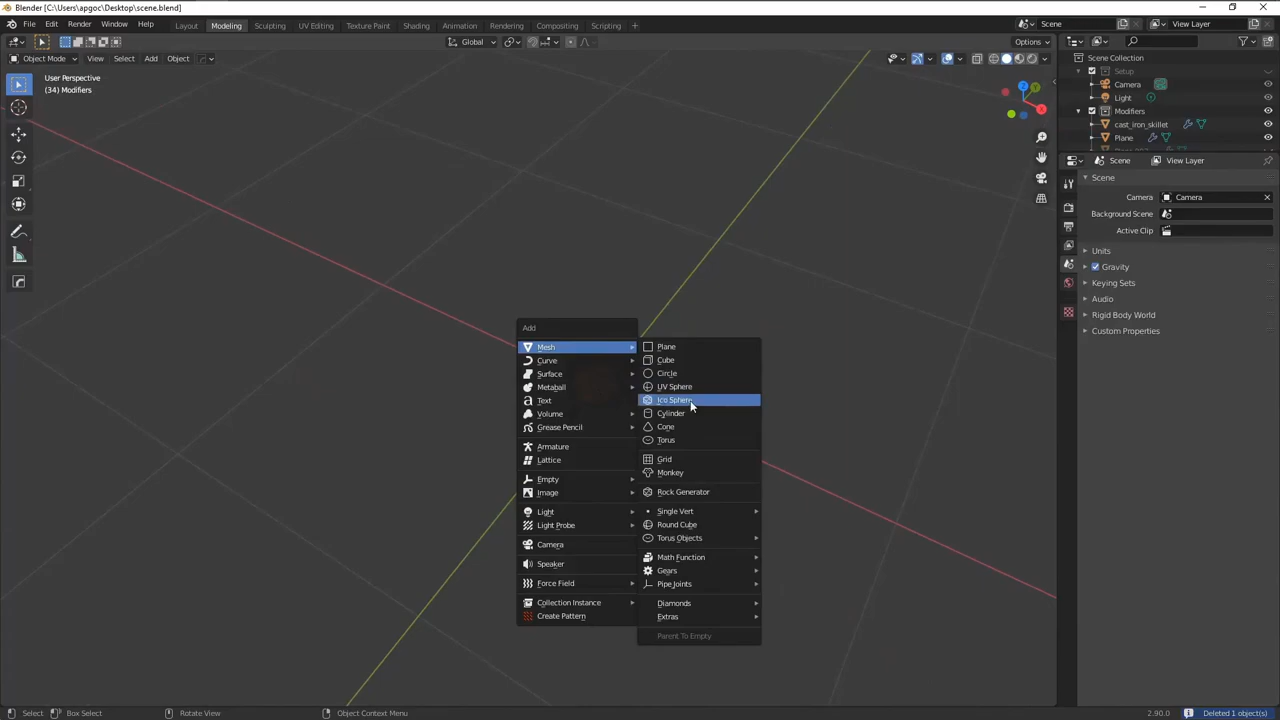 Blender [C:\Users\apgoc\Desktop\scene.blend]
File Edit Render Window Help Layout Modeling Sculpting UV Editing Texture Paint Shading Animation Rendering Compositing Scripting + Scene View Layer
Global Options
Object Mode View Select Add Object
User Perspective
(34) Modifiers
Scene Collection
Setup
Camera
Light
Modifiers
cast_iron_skillet
Plane
Scene View Layer
Scene
Camera Camera
Background Scene
Active Clip
Units
Gravity
Keying Sets
Audio
Rigid Body World
Custom Properties
X
Y
Z
Add
Mesh
Curve
Surface
Metaball
Text
Volume
Grease Pencil
Armature
Lattice
Empty
Image
Light
Light Probe
Camera
Speaker
Force Field
Collection Instance
Create Pattern
Plane
Cube
Circle
UV Sphere
Ico Sphere
Cylinder
Cone
Torus
Grid
Monkey
Rock Generator
Single Vert
Round Cube
Torus Objects
Math Function
Gears
Pipe Joints
Diamonds
Extras
Parent To Empty
Select Box Select Rotate View Object Context Menu 2.90.0 Deleted 1 object(s)